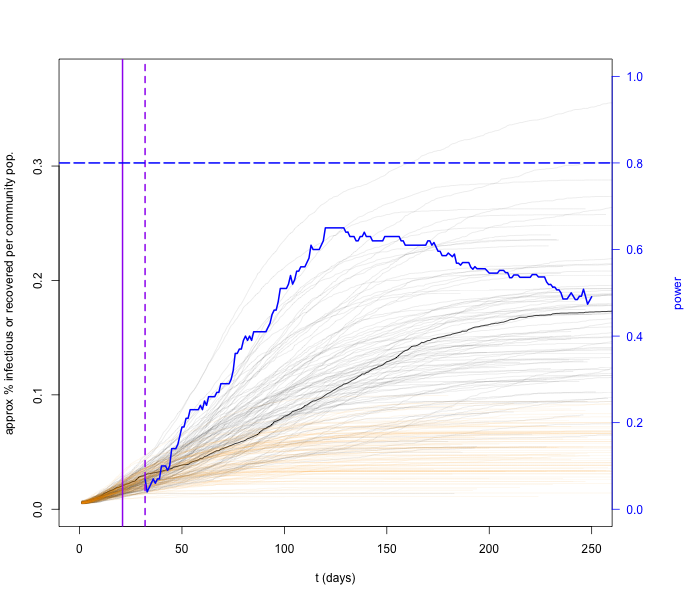 approx % infectious or recovered per community pop.
0.3
0.2
0.1
0.0
1.0
0.8
0.6
0.4
0.2
0.0
power
0 50 100 150 200 250
t (days)